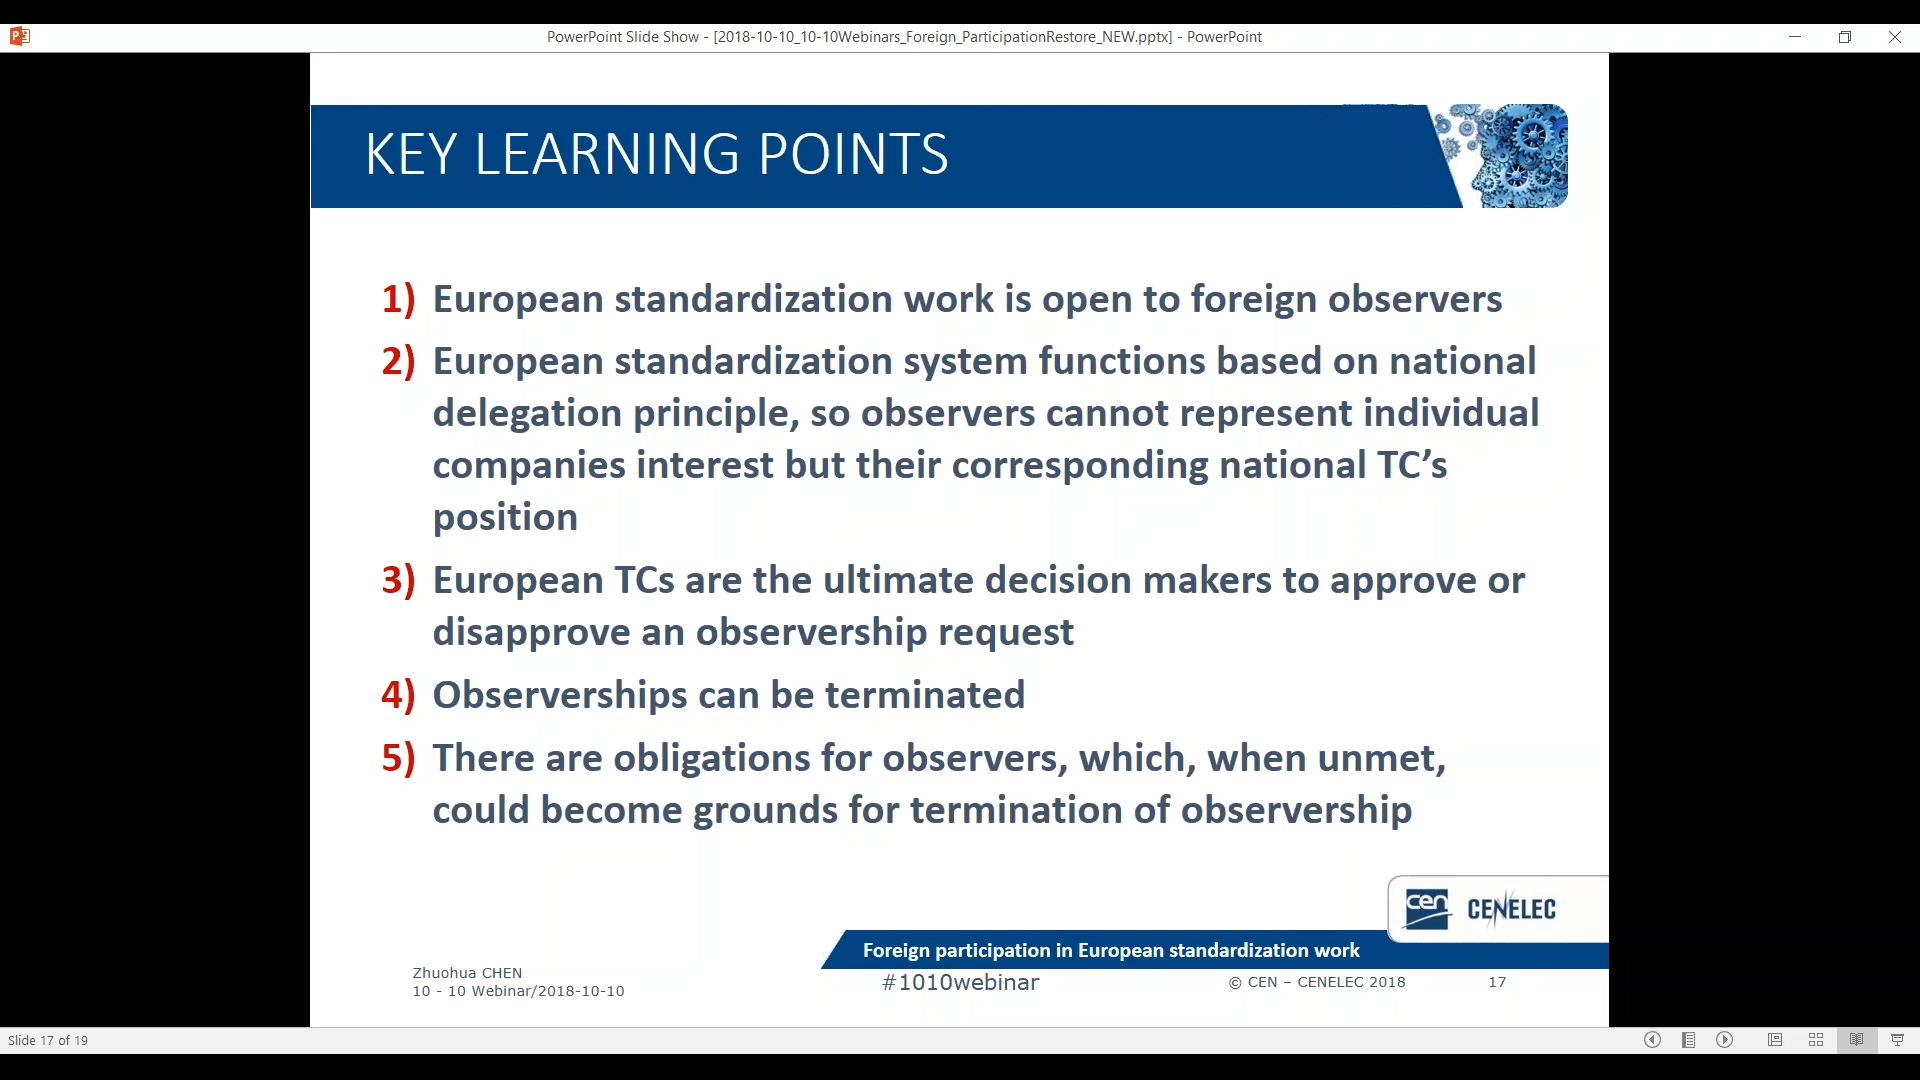 PowerPoint Slide Show - [2018-10-10_10-10Webinars_Foreign_ParticipationRestore_NEW.pptx] - PowerPoint
KEY LEARNING POINTS
1) European standardization work is open to foreign observers
2) European standardization system functions based on national
delegation principle, so observers cannot represent individual
companies interest but their corresponding national TC’s
position
3) European TCs are the ultimate decision makers to approve or
disapprove an observership request
4) Observerships can be terminated
5) There are obligations for observers, which, when unmet,
could become grounds for termination of observership
cen CENELEC
Foreign participation in European standardization work
Zhuohua CHEN
10 - 10 Webinar/2018-10-10
#1010webinar
© CEN – CENELEC 2018
17
Slide 17 of 19